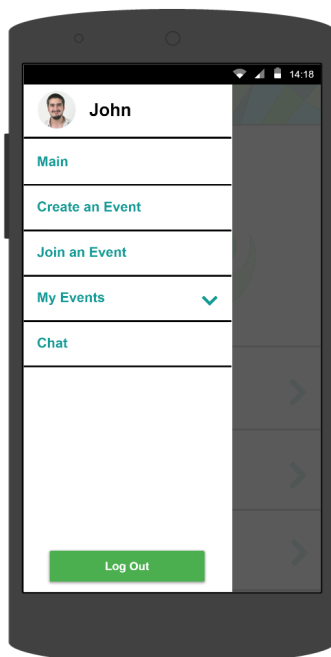 14:18
John
Main
Create an Event
Join an Event
My Events
Chat
Log Out